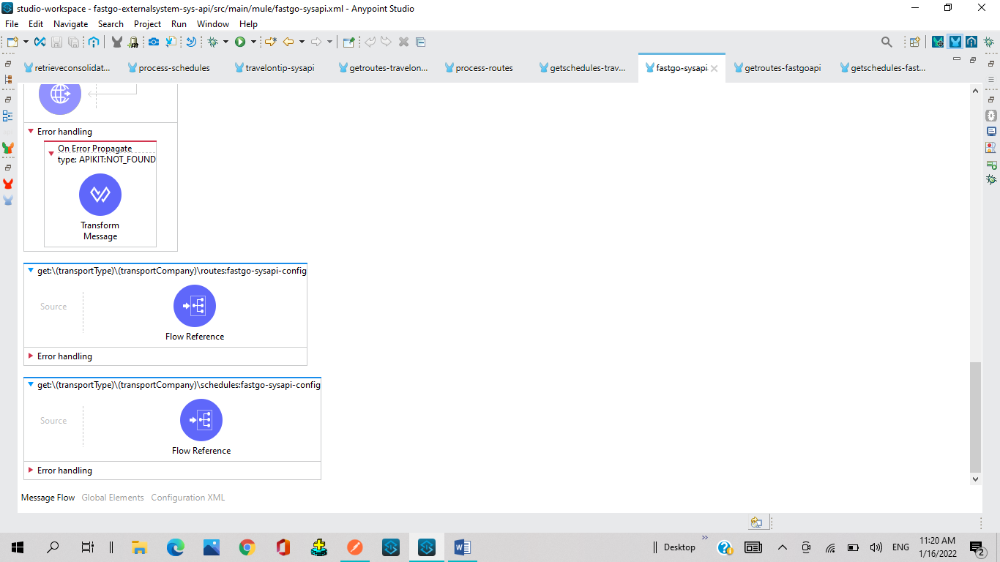 studio-workspace - fastgo-externalsystem-sys-api/src/main/mule/fastgo-sysapi.xml - Anypoint Studio
File Edit Navigate Search Project Run Window Help
retrieveconsolidat... process-schedules travelontip-sysapi getroutes-travelon... process-routes getschedules-trav... fastgo-sysapi getroutes-fastgoapi getschedules-fast...
Error handling
On Error Propagate
type: APIKIT:NOT_FOUND
Transform
Message
get:\(transportType)\(transportCompany)\routes:fastgo-sysapi-config
Source
Flow Reference
Error handling
get:\(transportType)\(transportCompany)\schedules:fastgo-sysapi-config
Source
Flow Reference
Error handling
Message Flow Global Elements Configuration XML
Desktop
ENG
11:20 AM
1/16/2022
2